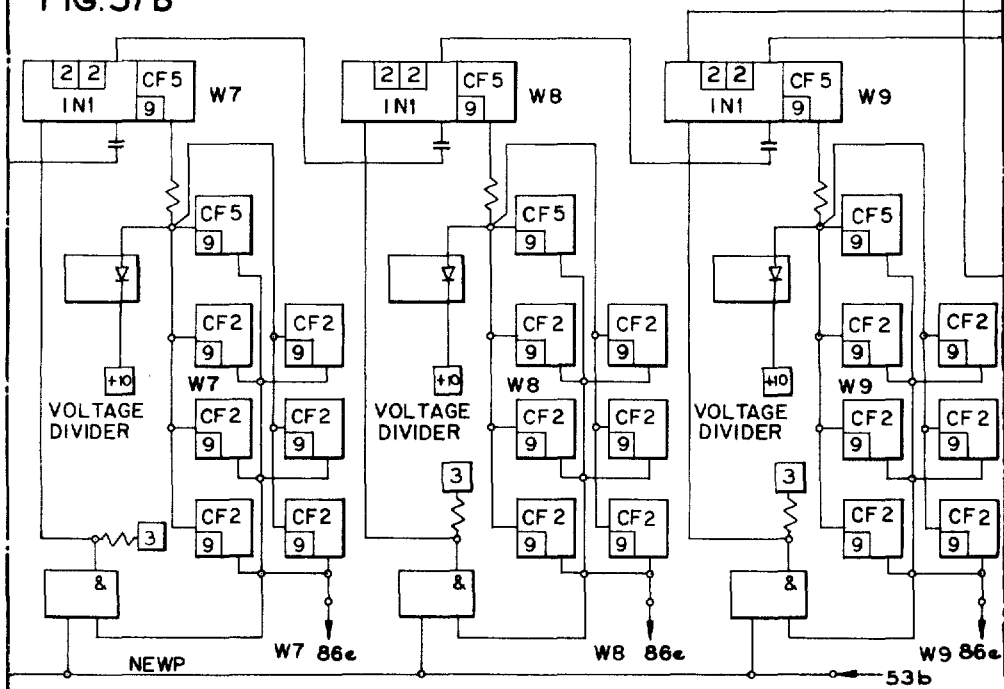 FIG. 57B
2 2 CF5 IN1 9 W7
2 2 CF5 IN1 9 W8
2 2 CF5 IN1 9 W9
CF5 9
CF5 9
CF5 9
CF2 9 CF2 9
CF2 9 CF2 9
CF2 9 CF2 9
+10 W7
+10 W8
+10 W9
VOLTAGE DIVIDER
VOLTAGE DIVIDER
VOLTAGE DIVIDER
CF2 9 CF2 9
CF2 9 CF2 9
CF2 9 CF2 9
3
3
3
CF2 9 CF2 9
CF2 9 CF2 9
CF2 9 CF2 9
&
&
&
W7 86e
W8 86e
W9 86e
NEWP
53b